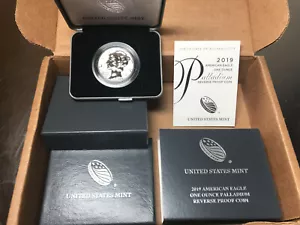 UNITED STATES MINT
2019
AMERICAN EAGLE
ONE OUNCE
Palladium
REVERSE PROOF COIN
UNITED STATES MINT
UNITED STATES MINT
2019 AMERICAN EAGLE
ONE OUNCE PALLADIUM
REVERSE PROOF COIN